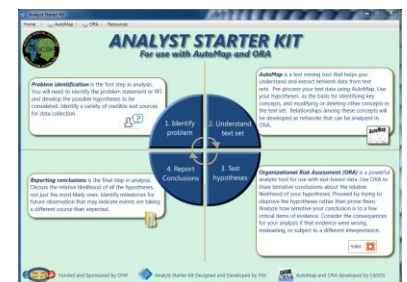 Analyst Starter Kit
Home | AutoMap | ORA | Resources
ANALYST STARTER KIT
For use with AutoMap and ORA
Problem identification is the first step in analysis.
You will need to identify the problem statement or RFI
and develop the possible hypotheses to be
considered. Identify a variety of credible text sources
for data collection.
AutoMap is a text mining tool that helps you
understand and extract network data from text
sets. Pre-process your text data using AutoMap. Use
your hypotheses as the basis for identifying key
concepts, and modifying or deleting other concepts in
the text set. Relationships among these concepts will
be developed as networks that can be analyzed in
ORA.
AutoMap
1. Identify
problem
2. Understand
text set
4. Report
Conclusions
3. Test
hypotheses
Reporting conclusions is the final step in analysis.
Discuss the relative likelihood of all the hypotheses,
not just the most likely ones. Identify milestones for
future observation that may indicate events are taking
a different course than expected.
Organizational Risk Assessment (ORA) is a powerful
analytic tool for use with text-based data. Use ORA to
draw tentative conclusions about the relative
likelihood of your hypotheses. Proceed by trying to
disprove the hypotheses rather than prove them.
Analyze how sensitive your conclusion is to a few
critical items of evidence. Consider the consequences
for your analysis if that evidence were wrong,
misleading, or subject to a different interpretation.
*ORA
Funded and Sponsored by ONR
Analyst Starter Kit Designed and Developed by PSE
CASOS
AutoMap and ORA developed by CASOS